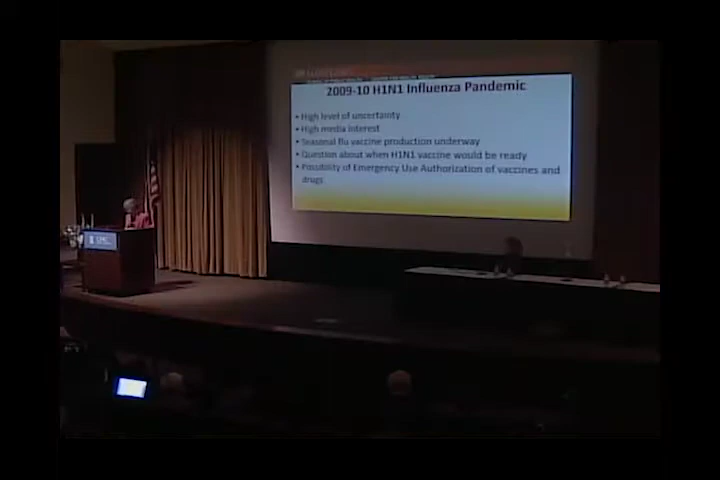 2009-10 H1N1 Influenza Pandemic
• High level of uncertainty
• High media interest
• Seasonal flu vaccine production underway
• Question about when H1N1 vaccine would be ready
• Possibility of Emergency Use Authorization of vaccines and
drugs